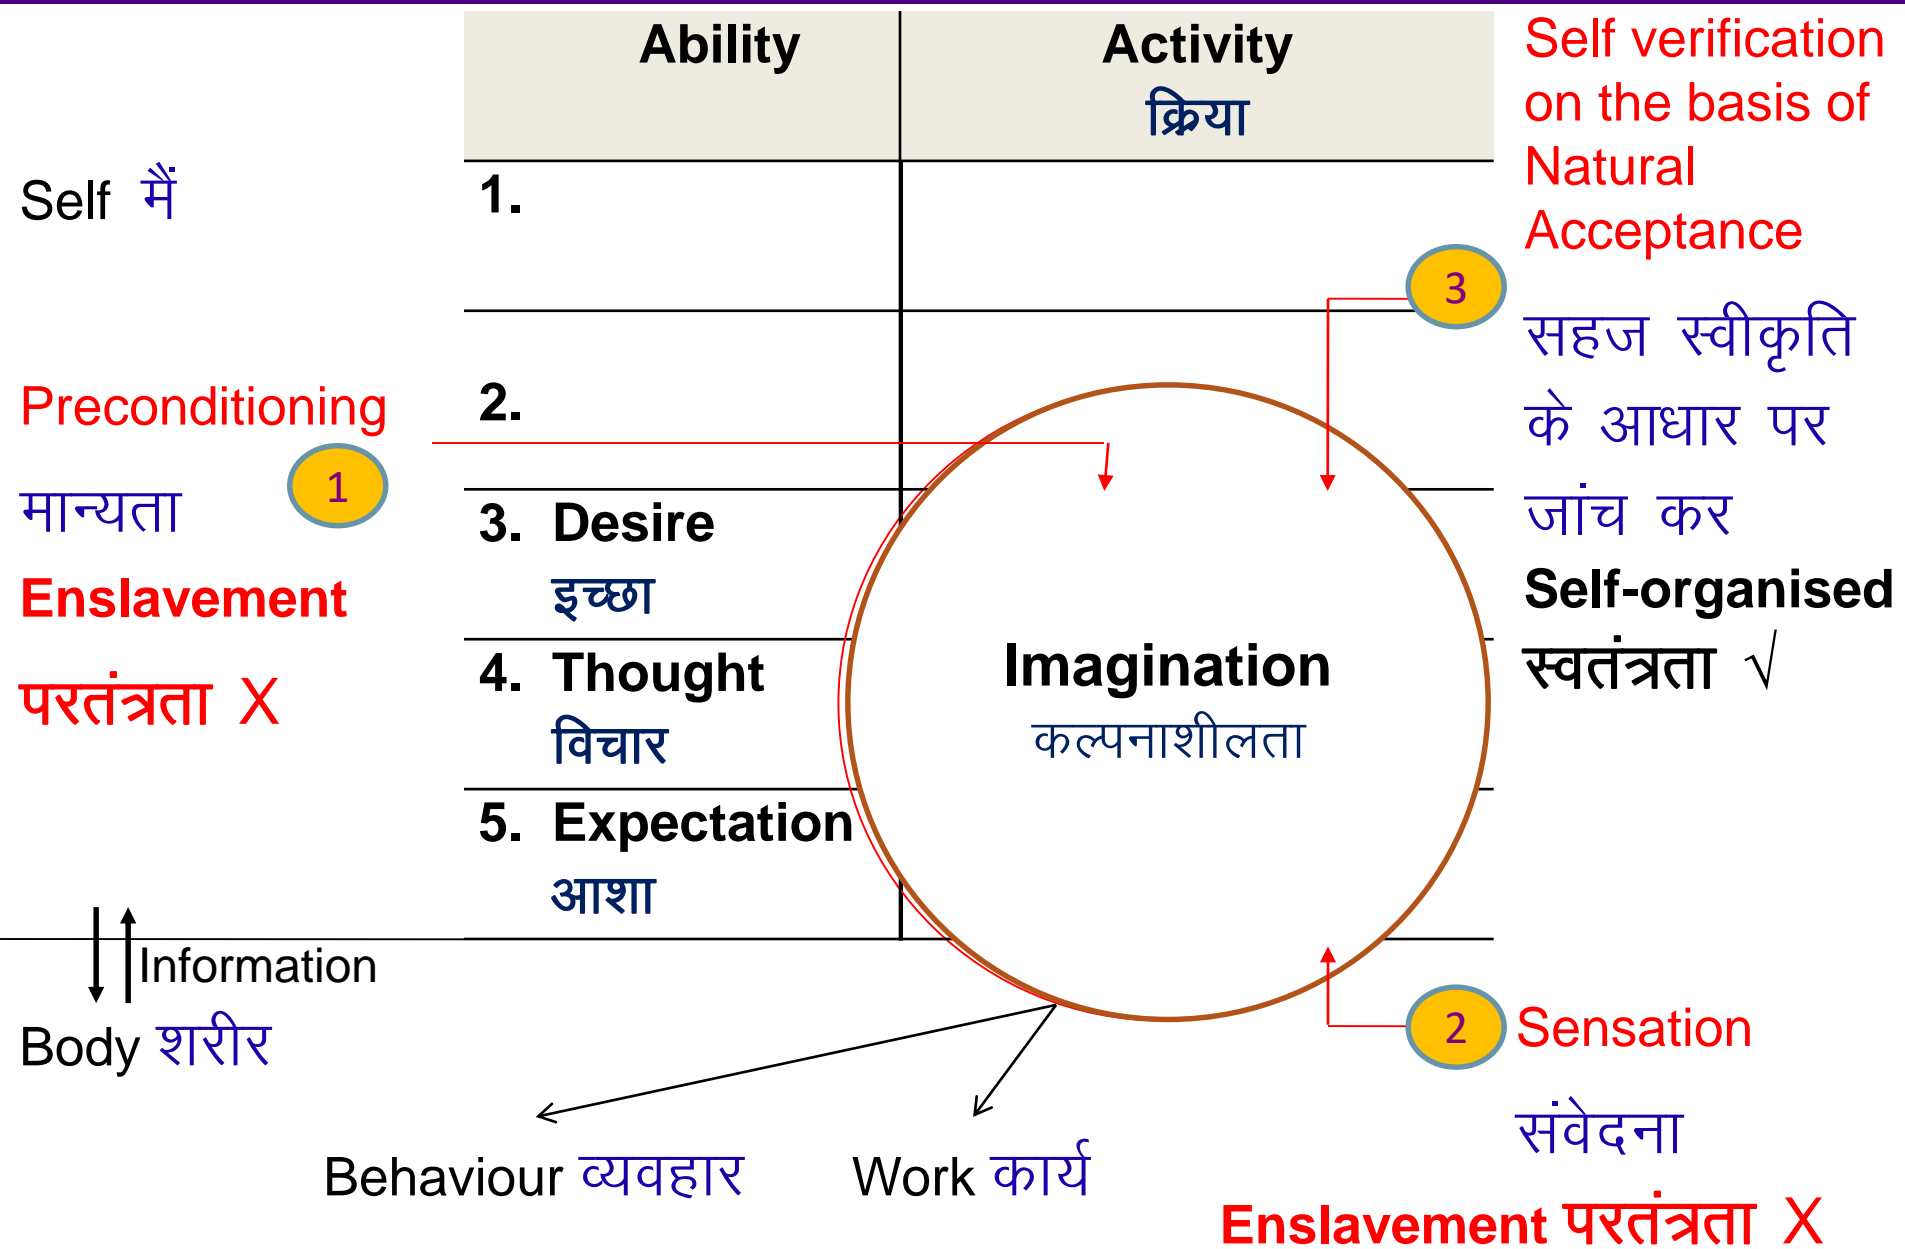 Ability
Activity
क्रिया
Self मैं
1.
Preconditioning
मान्यता
1
Enslavement
परतंत्रता X
2.
3. Desire
इच्छा
4. Thought
विचार
5. Expectation
आशा
Imagination
कल्पनाशीलता
Self verification
on the basis of
Natural
Acceptance
3
सहज स्वीकृति
के आधार पर
जांच कर
Self-organised
स्वतंत्रता √
Information
Body शरीर
Behaviour व्यवहार
Work कार्य
2
Sensation
संवेदना
Enslavement परतंत्रता X